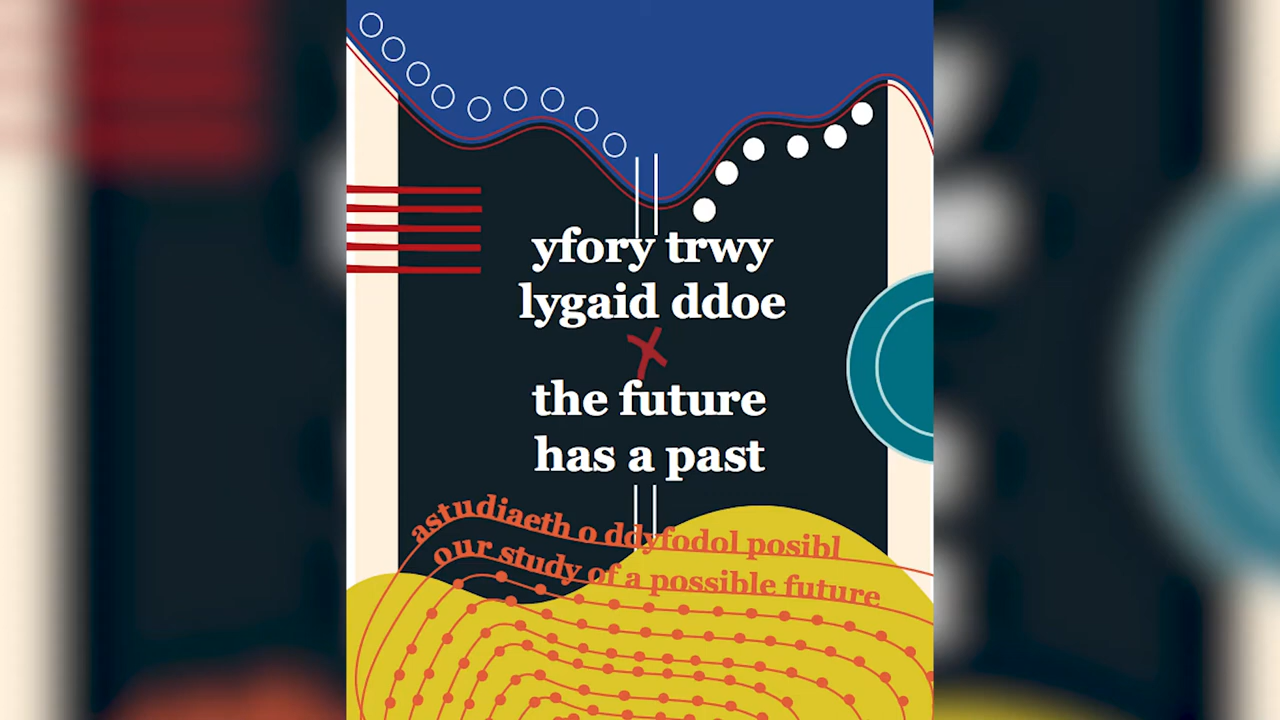 yfory trwy
lygaid ddoe
the future
has a past
astudiaeth o ddyfodol posibl
our study of a possible future